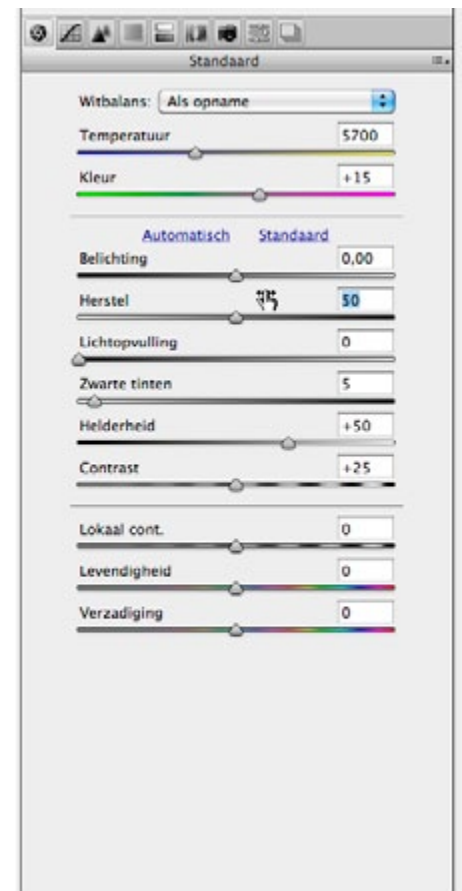 Standaard
Witbalans: Als opname
Temperatuur 5700
Kleur +15
Automatisch Standaard
Belichting 0,00
Herstel 50
Lichtopvulling 0
Zwarte tinten 5
Helderheid +50
Contrast +25
Lokaal cont. 0
Levendigheid 0
Verzadiging 0